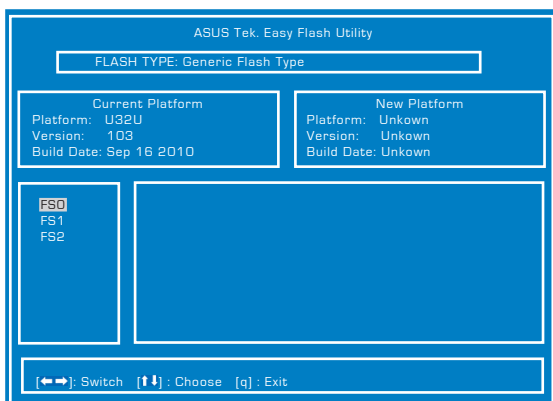 ASUS Tek. Easy Flash Utility
FLASH TYPE: Generic Flash Type
Current Platform
Platform: U32U
Version: 103
Build Date: Sep 16 2010
New Platform
Platform: Unkown
Version: Unkown
Build Date: Unkown
FS0
FS1
FS2
[←→]: Switch [↑↓] : Choose [q] : Exit